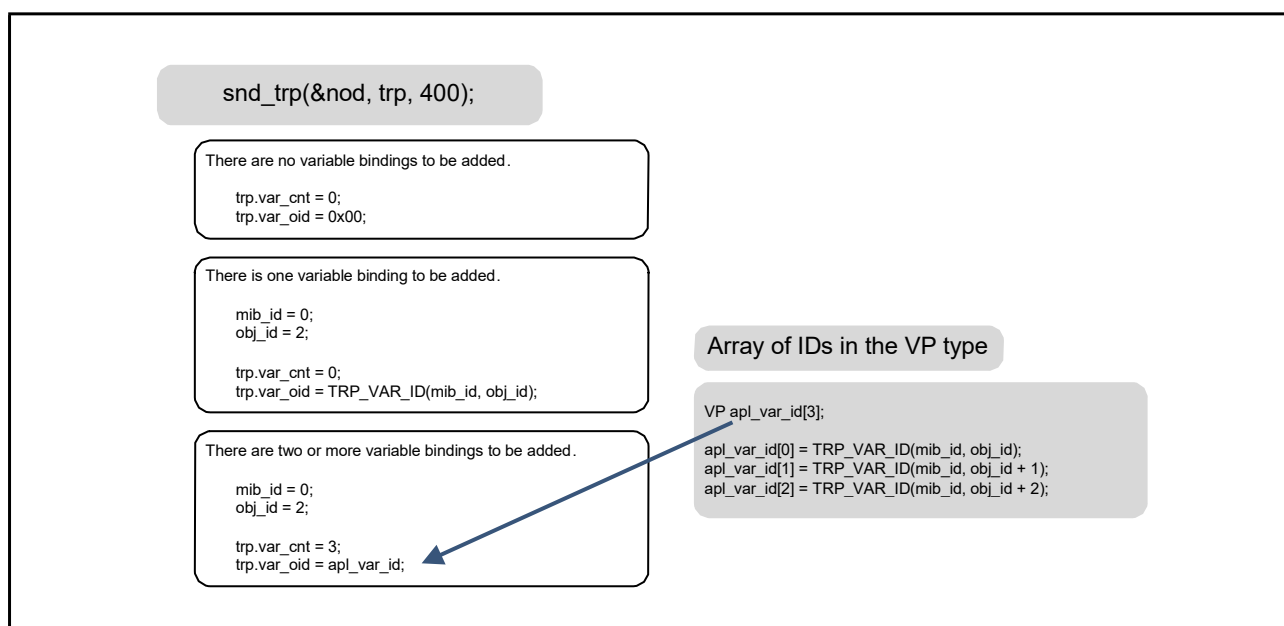 snd_trp(&nod, trp, 400);
There are no variable bindings to be added.
trp.var_cnt = 0;
trp.var_oid = 0x00;
There is one variable binding to be added.
mib_id = 0;
obj_id = 2;
trp.var_cnt = 0;
trp.var_oid = TRP_VAR_ID(mib_id, obj_id);
There are two or more variable bindings to be added.
mib_id = 0;
obj_id = 2;
trp.var_cnt = 3;
trp.var_oid = apl_var_id;
Array of IDs in the VP type
VP apl_var_id[3];
apl_var_id[0] = TRP_VAR_ID(mib_id, obj_id);
apl_var_id[1] = TRP_VAR_ID(mib_id, obj_id + 1);
apl_var_id[2] = TRP_VAR_ID(mib_id, obj_id + 2);